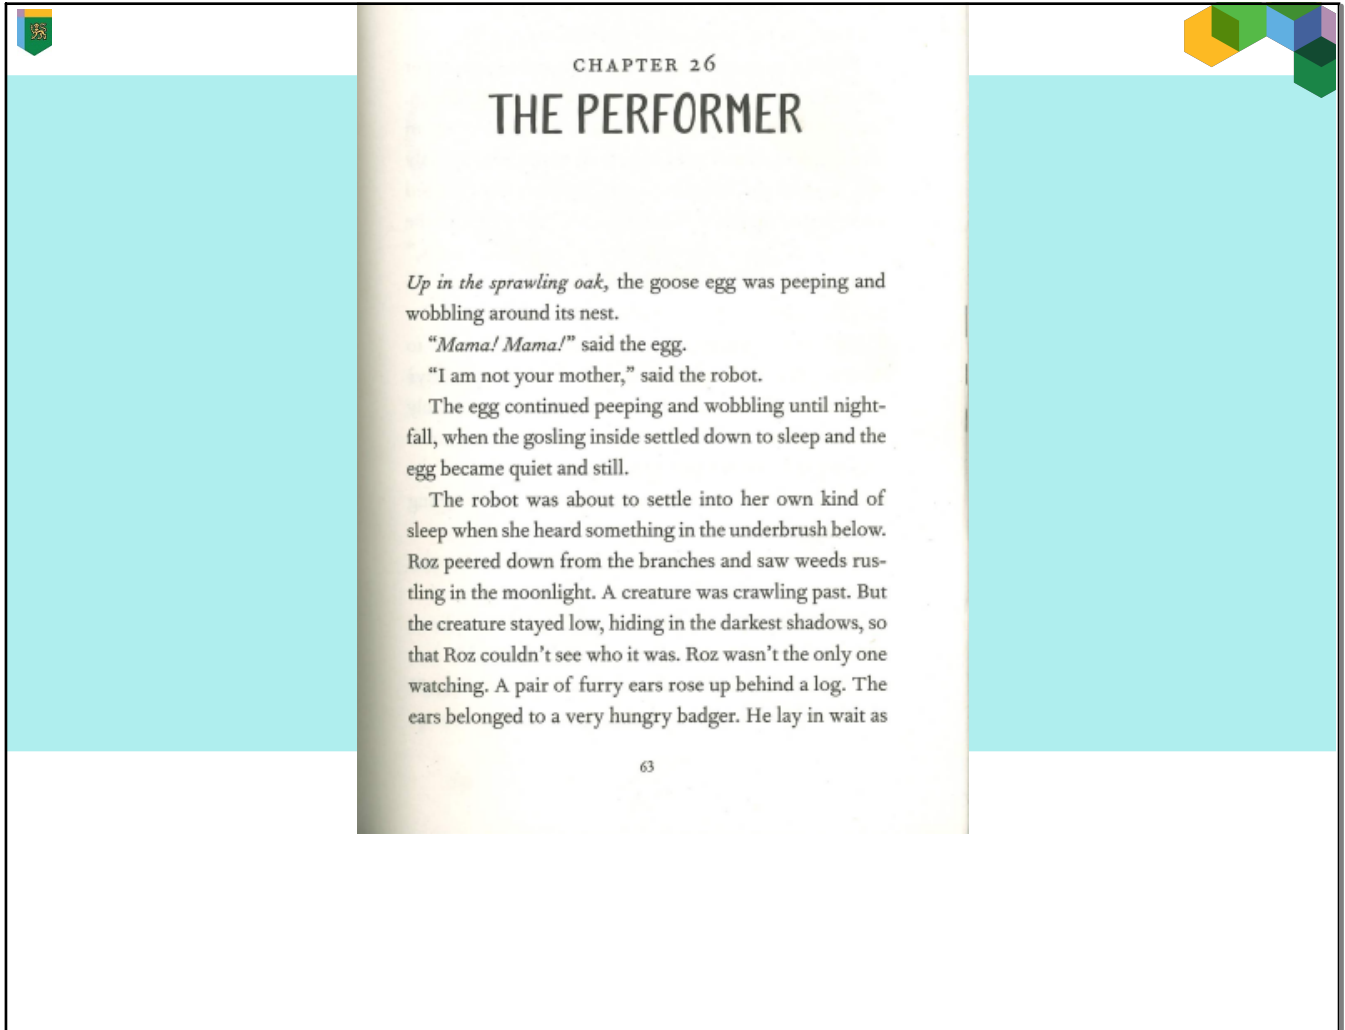 CHAPTER 26
THE PERFORMER
Up in the sprawling oak, the goose egg was peeping and
wobbling around its nest.
“Mama! Mama!” said the egg.
“I am not your mother,” said the robot.
The egg continued peeping and wobbling until night-
fall, when the gosling inside settled down to sleep and the
egg became quiet and still.
The robot was about to settle into her own kind of
sleep when she heard something in the underbrush below.
Roz peered down from the branches and saw weeds rus-
tling in the moonlight. A creature was crawling past. But
the creature stayed low, hiding in the darkest shadows, so
that Roz couldn’t see who it was. Roz wasn’t the only one
watching. A pair of furry ears rose up behind a log. The
ears belonged to a very hungry badger. He lay in wait as
63